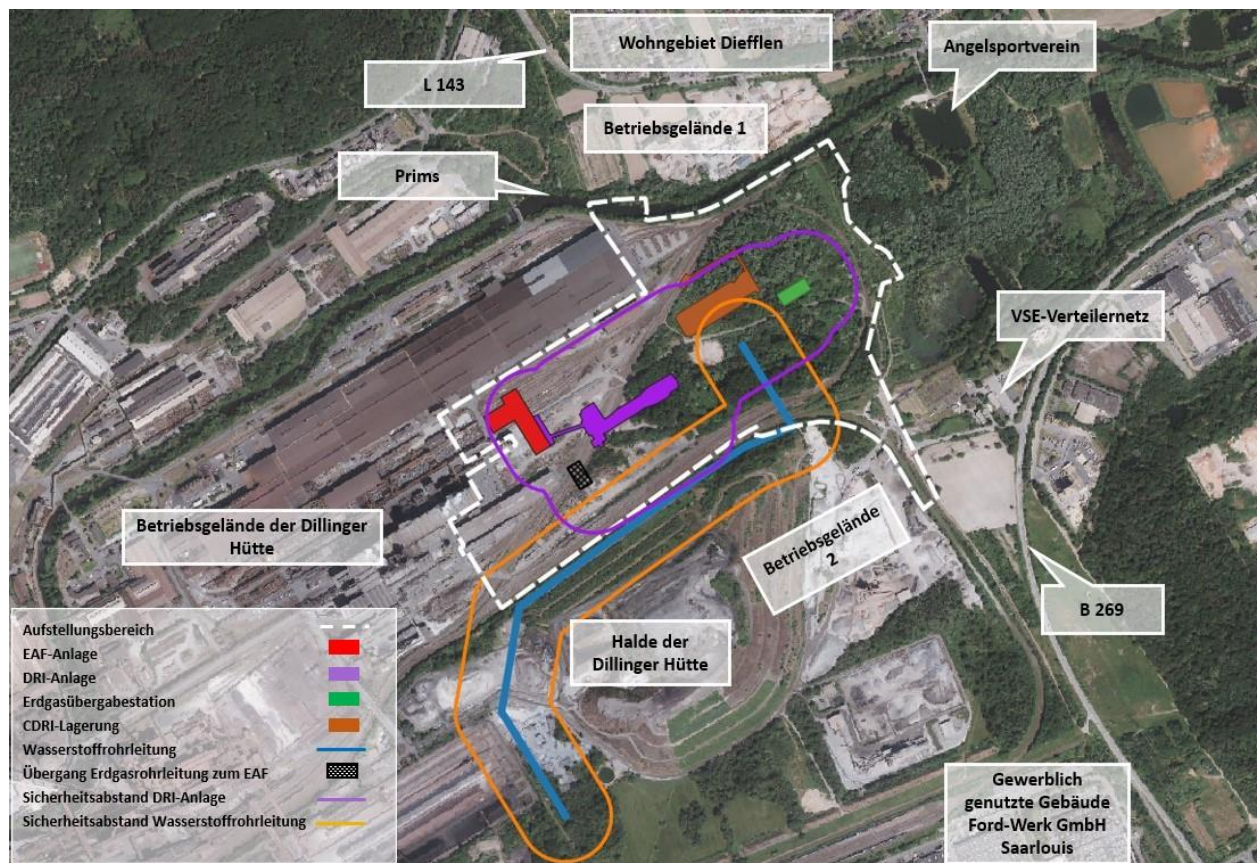 Wohngebiet Diefflen
Angelsportverein
L 143
Betriebsgelände 1
Prims
VSE-Verteilernetz
Betriebsgelände der Dillinger
Hütte
Betriebsgelände
2
B 269
Halde der
Dillinger Hütte
Gewerblich
genutzte Gebäude
Ford-Werk GmbH
Saarlouis
Aufstellungsbereich
EAF-Anlage
DRI-Anlage
Erdgasübergabestation
CDRI-Lagerung
Wasserstoffrohrleitung
Übergang Erdgasrohrleitung zum EAF
Sicherheitsabstand DRI-Anlage
Sicherheitsabstand Wasserstoffrohrleitung